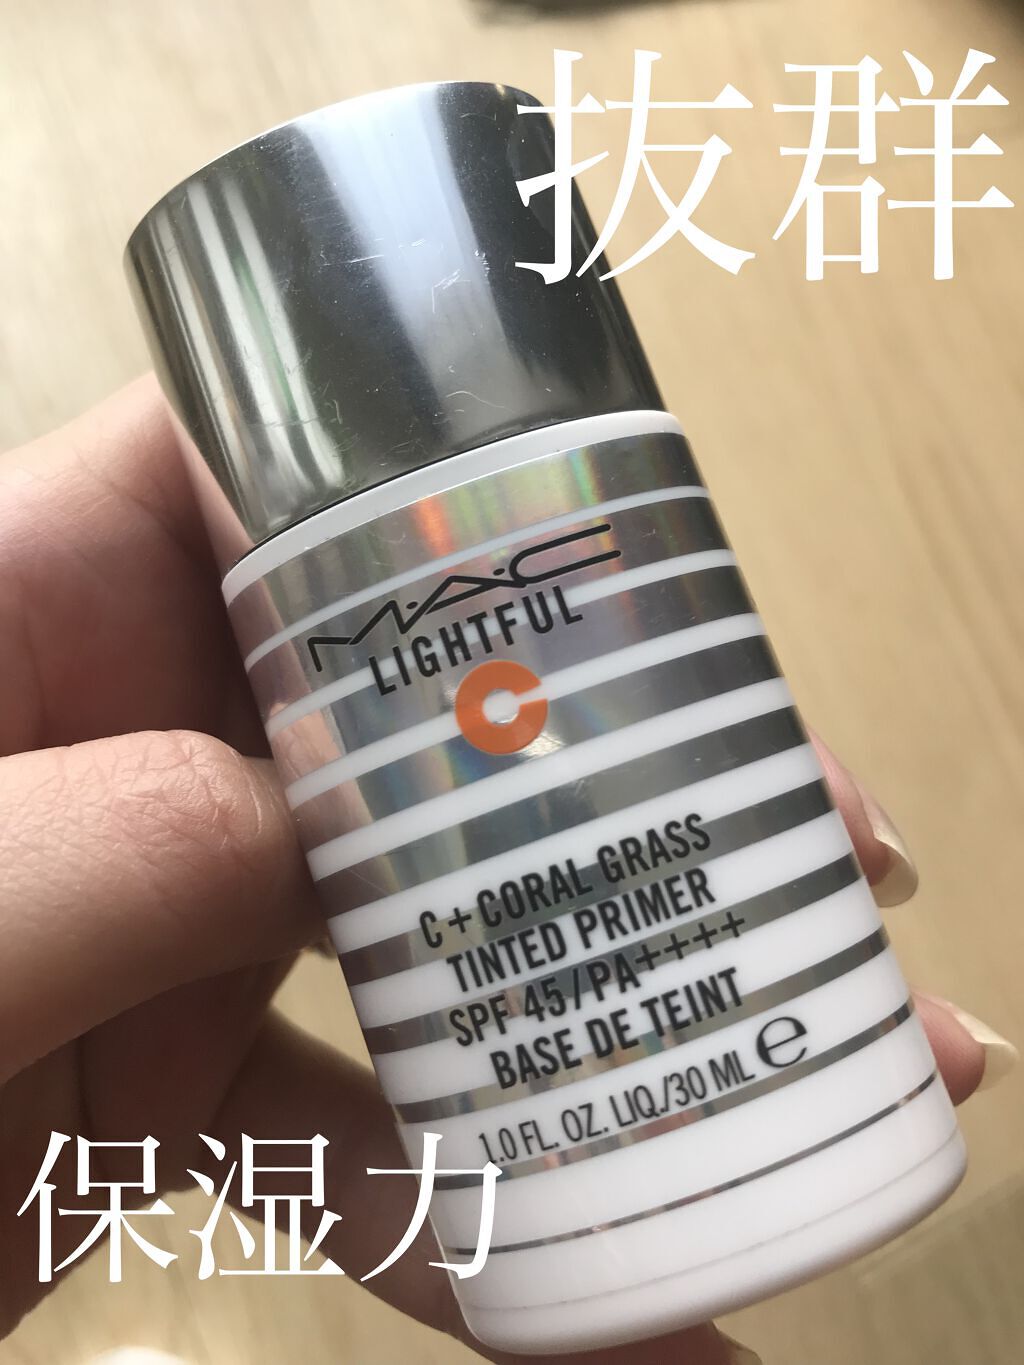 抜群
M·A·C
LIGHTFUL
C
C + CORAL GRASS
TINTED PRIMER
SPF 45/PA++++
BASE DE TEINT
1.0 FL. OZ. LIQ./30 ML ℮
保湿力